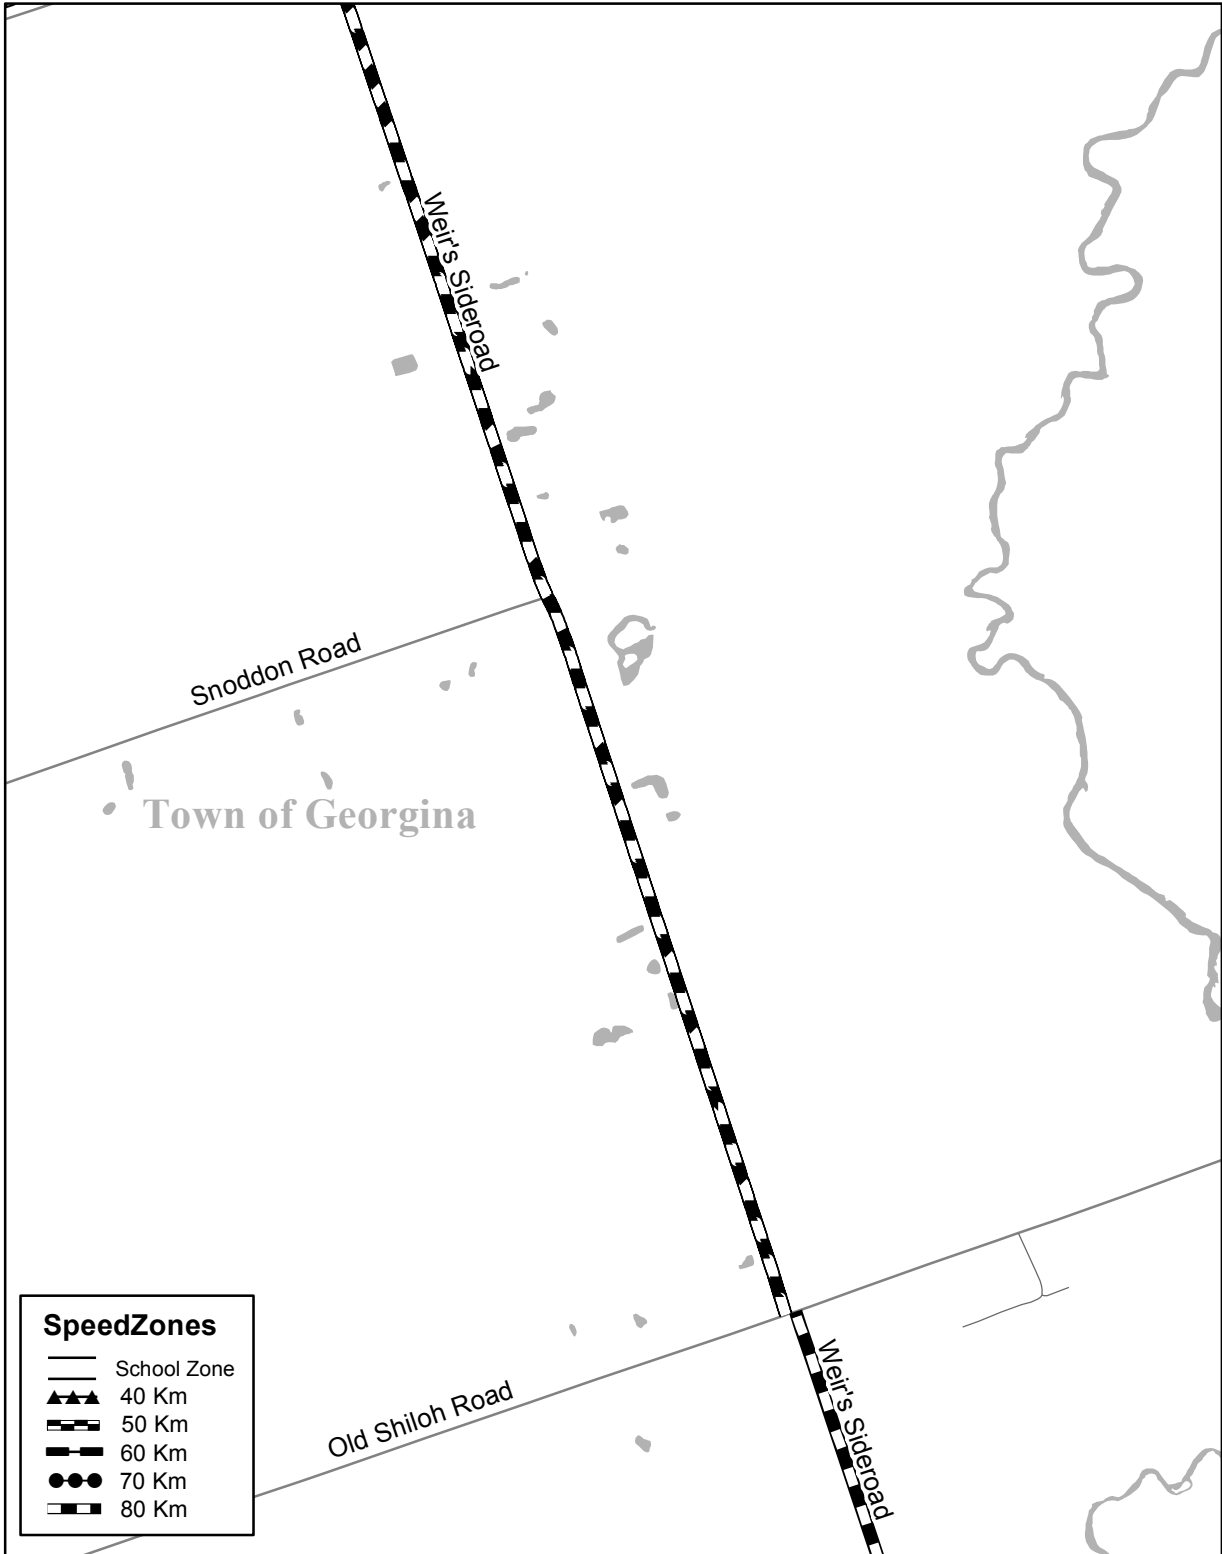 Weir's Sideroad
Snoddon Road
Town of Georgina
SpeedZones
School Zone
40 Km
50 Km
60 Km
70 Km
80 Km
Old Shiloh Road
Weir's Sideroad